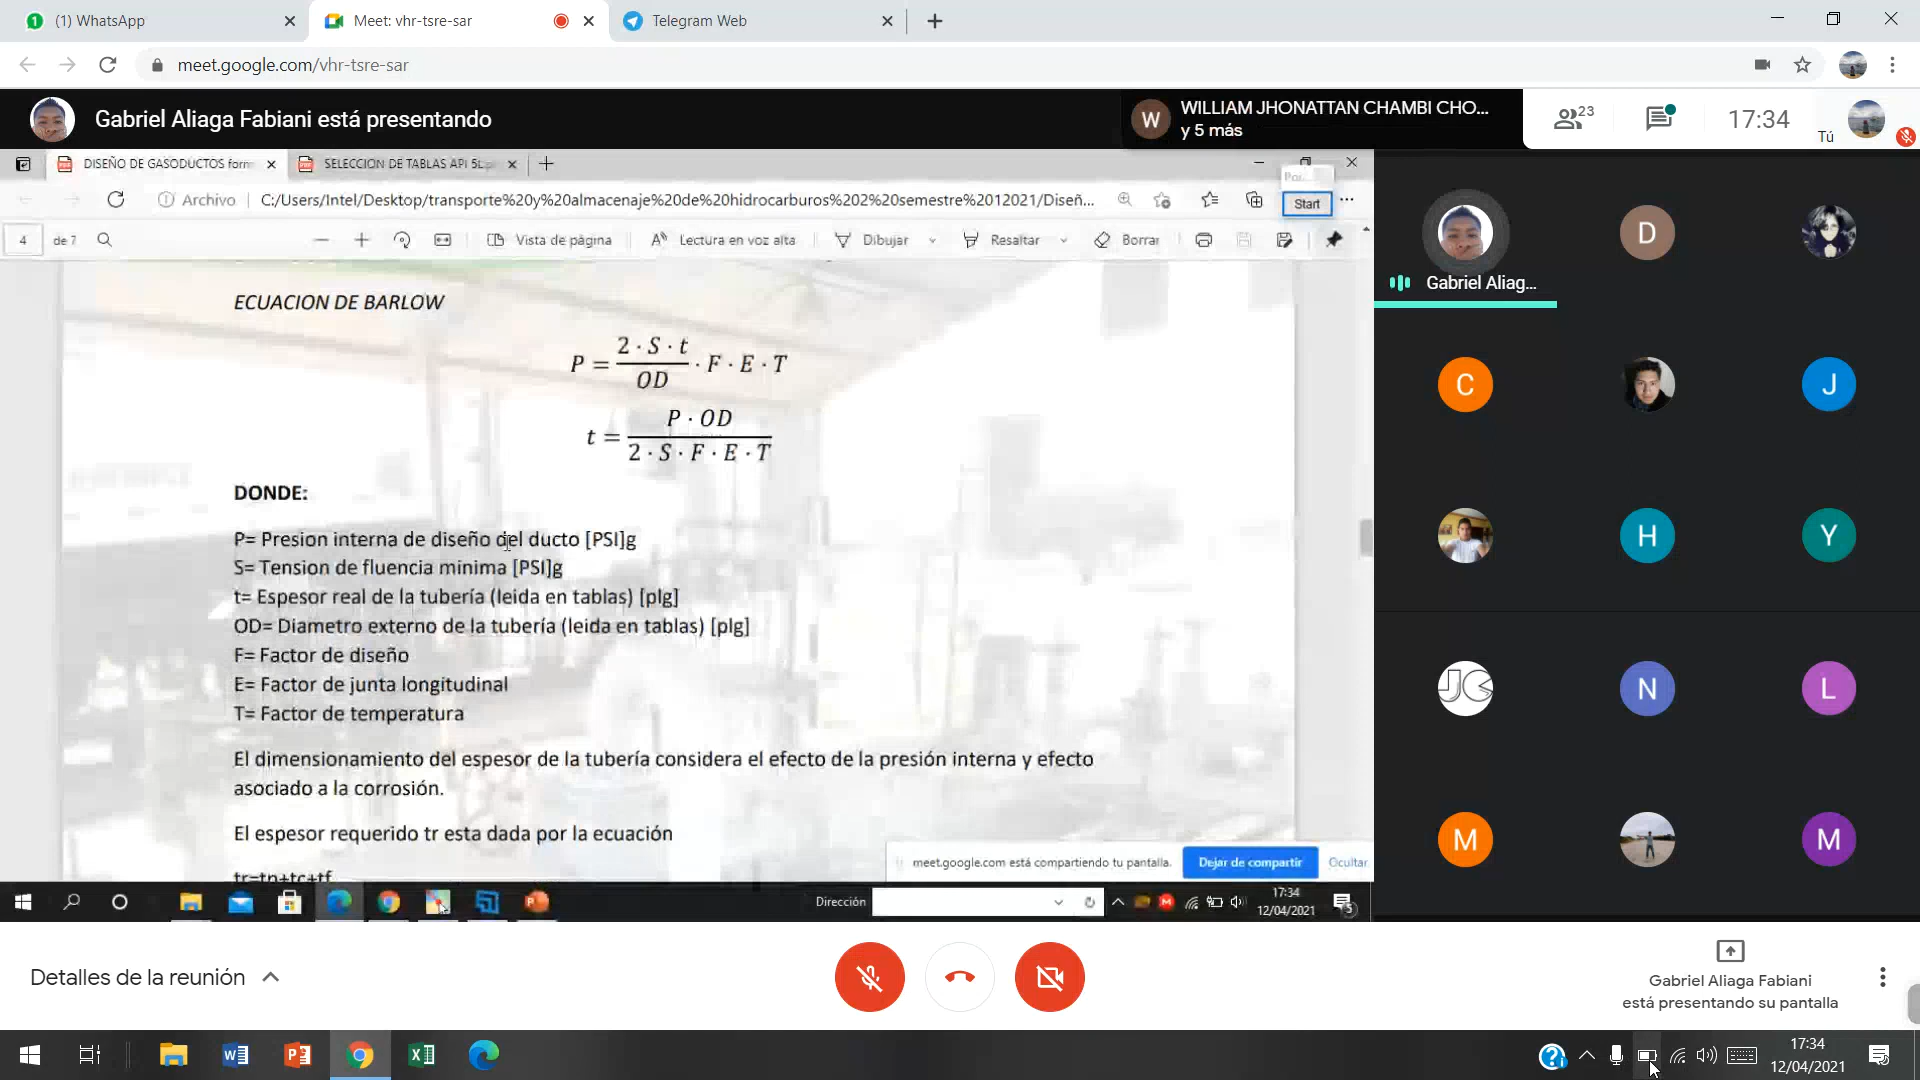 (1) WhatsApp
Meet: vhr-tsre-sar
Telegram Web
meet.google.com/vhr-tsre-sar
Gabriel Aliaga Fabiani está presentando
W
WILLIAM JHONATTAN CHAMBI CHO...
y 5 más
23
17:34
Tú
DISEÑO DE GASODUCTOS form
SELECCION DE TABLAS API 5L
Archivo
C:/Users/Intel/Desktop/transporte%20y%20almacenaje%20de%20hidrocarburos%202%20semestre%2012021/Diseñ...
Start
4
de 7
Vista de página
Lectura en voz alta
Dibujar
Resaltar
Borrar
ECUACION DE BARLOW
P = 2 · S · t / OD · F · E · T
t = P · OD / 2 · S · F · E · T
DONDE:
P= Presion interna de diseño del ducto [PSI]g
S= Tension de fluencia minima [PSI]g
t= Espesor real de la tubería (leida en tablas) [plg]
OD= Diametro externo de la tubería (leida en tablas) [plg]
F= Factor de diseño
E= Factor de junta longitudinal
T= Factor de temperatura
El dimensionamiento del espesor de la tubería considera el efecto de la presión interna y efecto
asociado a la corrosión.
El espesor requerido tr esta dada por la ecuación
tr=tn+tc+tf
meet.google.com está compartiendo tu pantalla.
Dejar de compartir
Ocultar
Dirección
17:34
12/04/2021
5
Gabriel Aliag...
D
C
J
H
Y
JC
N
L
M
M
Detalles de la reunión
Gabriel Aliaga Fabiani
está presentando su pantalla
17:34
12/04/2021